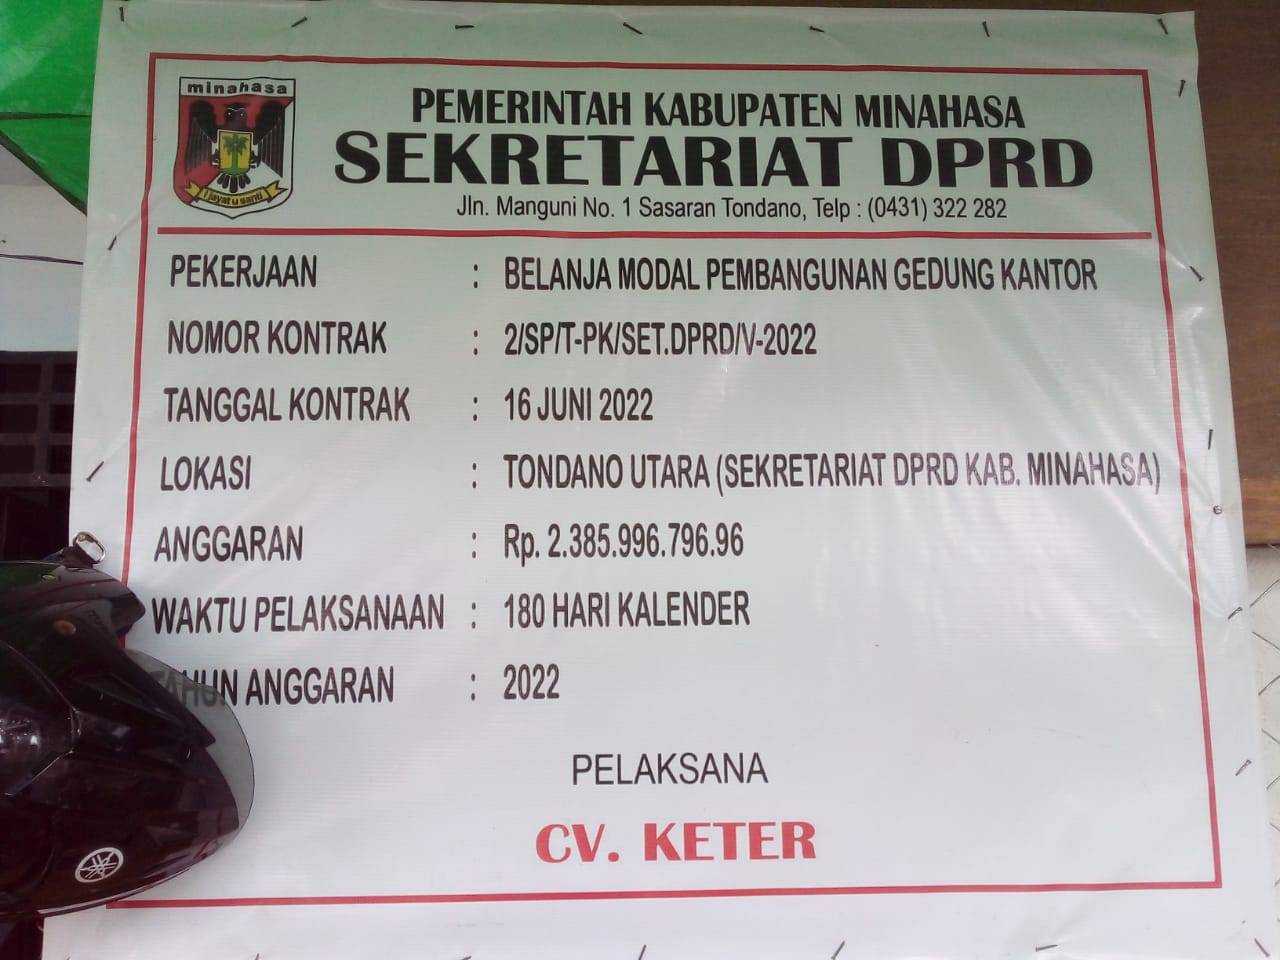 minahasa
PEMERINTAH KABUPATEN MINAHASA
SEKRETARIAT DPRD
Jln. Manguni No. 1 Sasaran Tondano, Telp : (0431) 322 282
PEKERJAAN : BELANJA MODAL PEMBANGUNAN GEDUNG KANTOR
NOMOR KONTRAK : 2/SP/T-PK/SET.DPRD/V-2022
TANGGAL KONTRAK : 16 JUNI 2022
LOKASI : TONDANO UTARA (SEKRETARIAT DPRD KAB. MINAHASA)
ANGGARAN : Rp. 2.385.996.796.96
WAKTU PELAKSANAAN : 180 HARI KALENDER
TAHUN ANGGARAN : 2022
PELAKSANA
CV. KETER